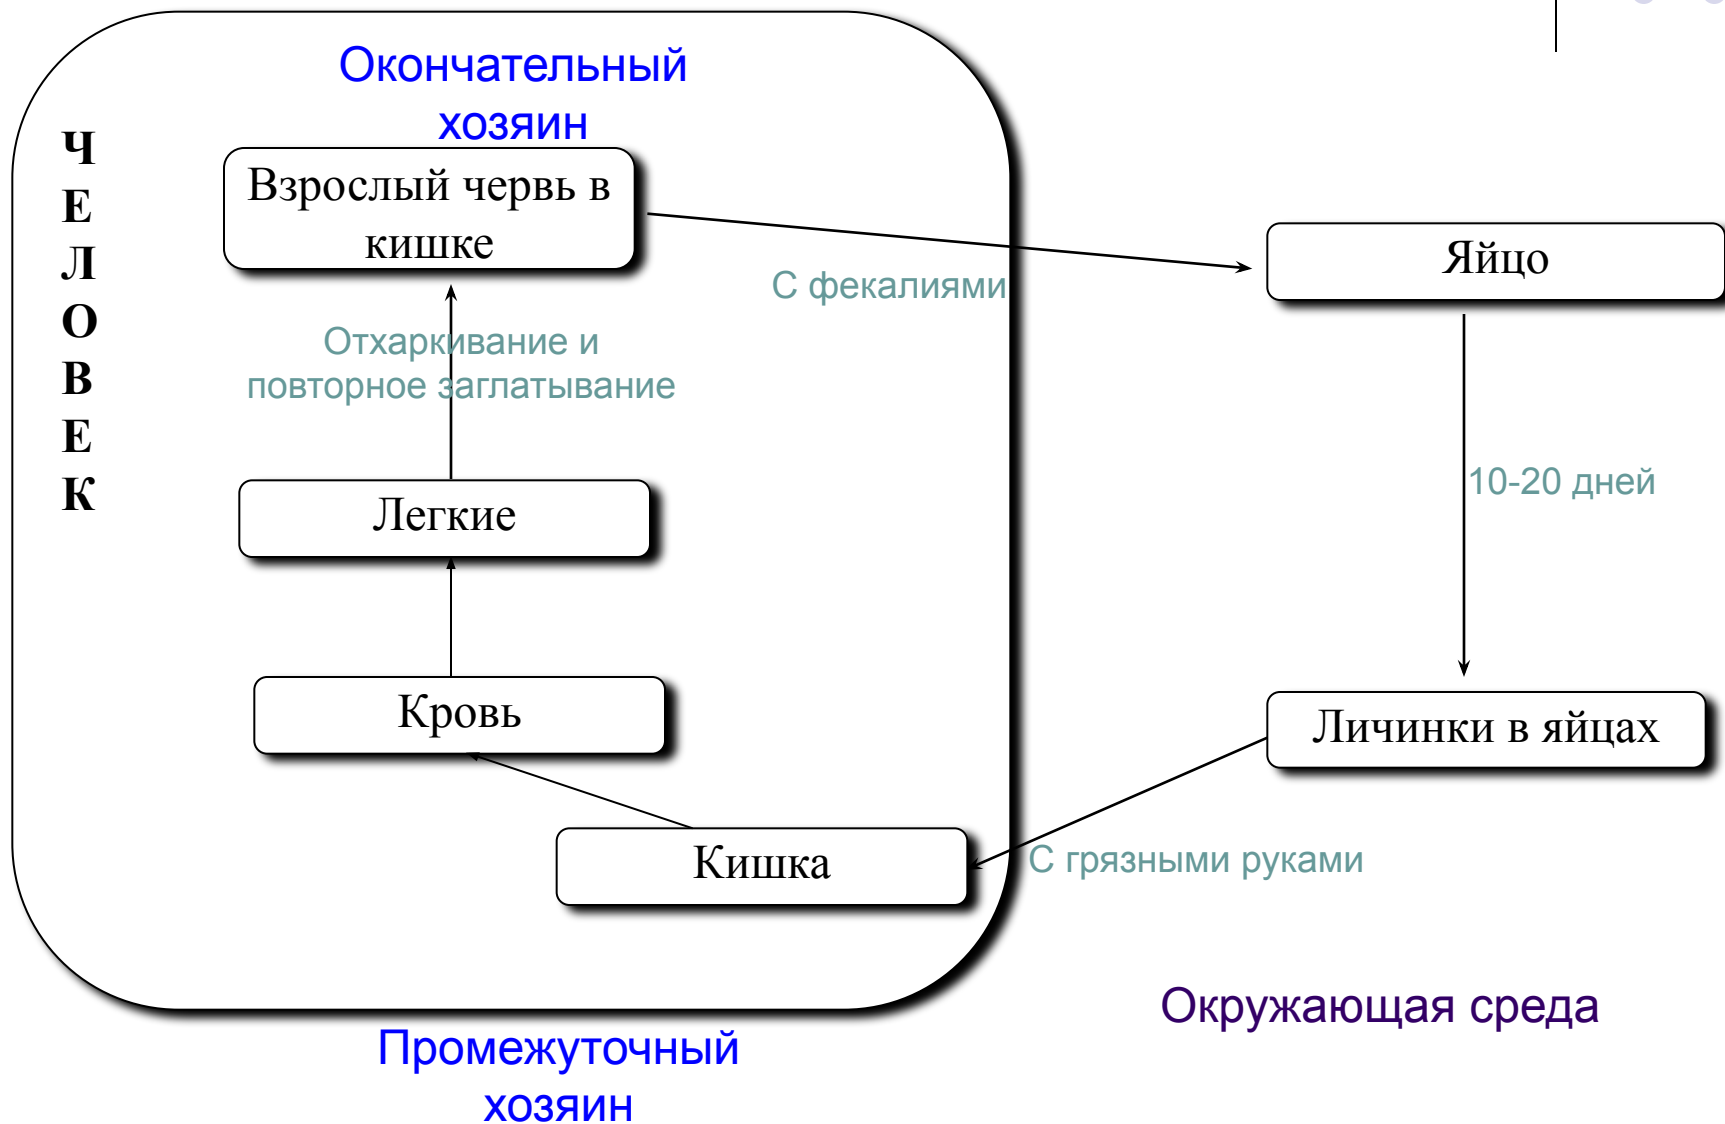 Окончательный
хозяин
Ч
Е
Л
О
В
Е
К
Взрослый червь в
кишке
С фекалиями
Яйцо
Отхаркивание и
повторное заглатывание
10-20 дней
Легкие
Кровь
Личинки в яйцах
Кишка
С грязными руками
Окружающая среда
Промежуточный
хозяин